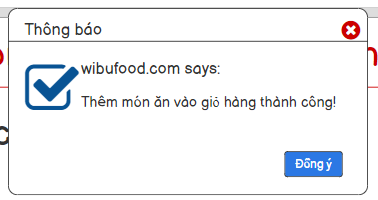 Thông báo
wibufood.com says:
Thêm món ăn vào giỏ hàng thành công!
Đồng ý